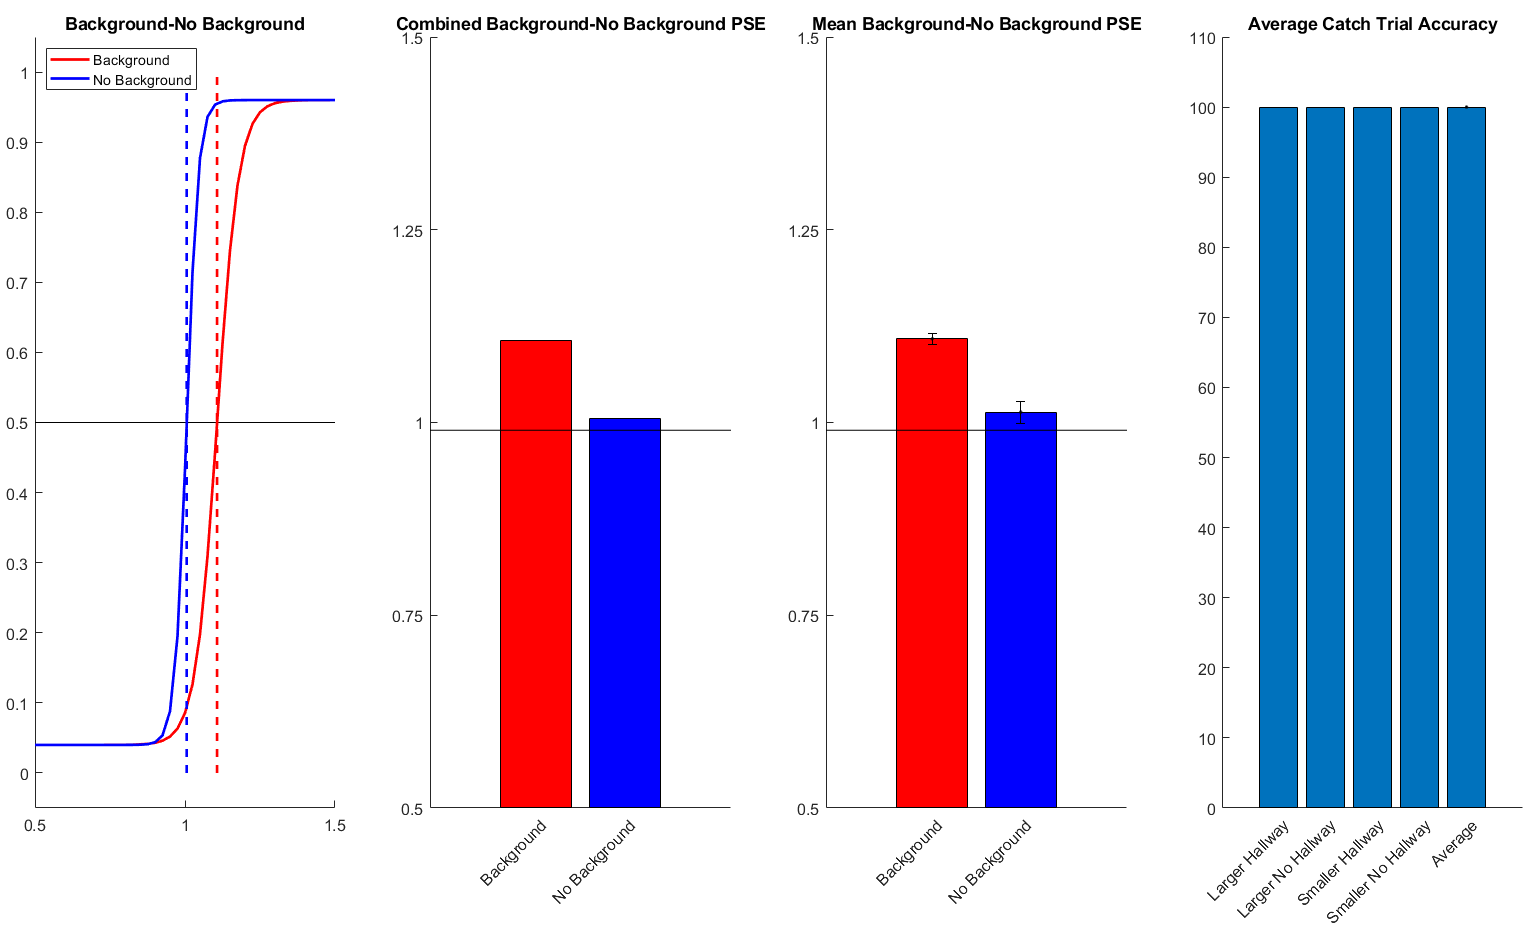 Background-No Background
Background
No Background
1
0.9
0.8
0.7
0.6
0.5
0.4
0.3
0.2
0.1
0
0.5
1
1.5
Combined Background-No Background PSE
1.5
1.25
1
0.75
0.5
Background
No Background
Mean Background-No Background PSE
1.5
1.25
1
0.75
0.5
Background
No Background
Average Catch Trial Accuracy
110
100
90
80
70
60
50
40
30
20
10
0
Larger Hallway
Larger No Hallway
Smaller Hallway
Smaller No Hallway
Average